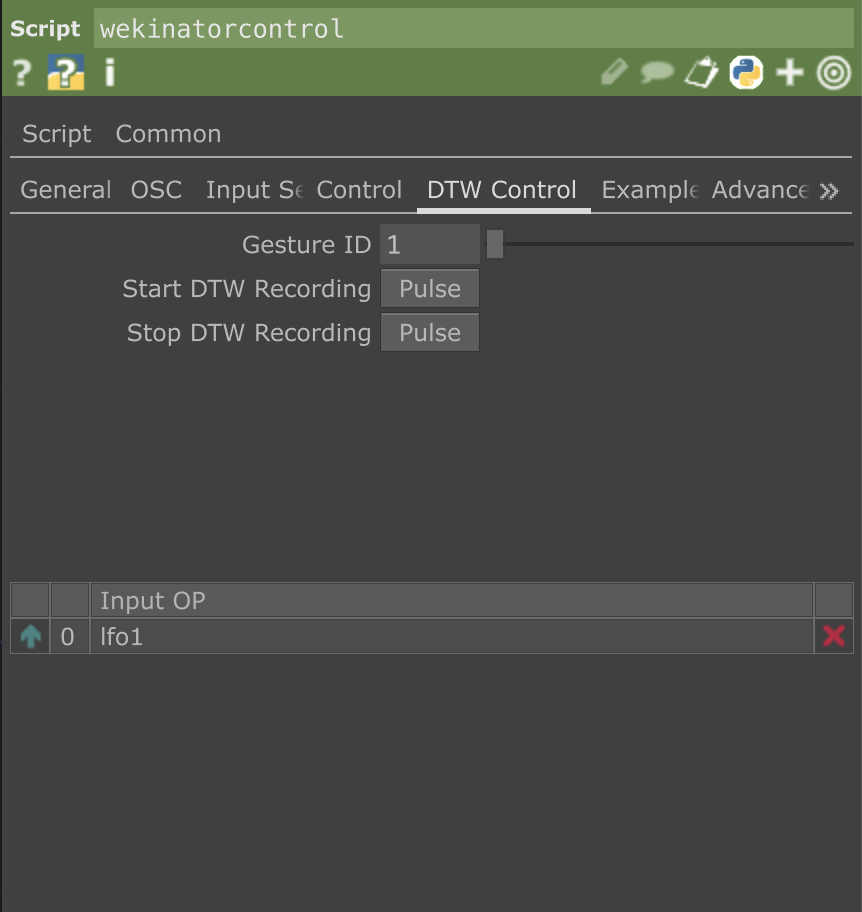 Script wekinatorcontrol
? ? i
Script Common
General OSC Input Se Control DTW Control Example Advance »
Gesture ID 1
Start DTW Recording Pulse
Stop DTW Recording Pulse
Input OP
0 lfo1